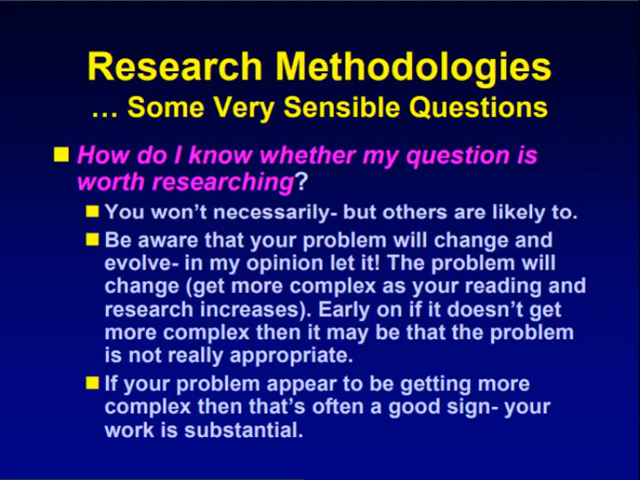 Research Methodologies
… Some Very Sensible Questions
How do I know whether my question is
worth researching?
You won't necessarily- but others are likely to.
Be aware that your problem will change and
evolve- in my opinion let it! The problem will
change (get more complex as your reading and
research increases). Early on if it doesn't get
more complex then it may be that the problem
is not really appropriate.
If your problem appear to be getting more
complex then that's often a good sign- your
work is substantial.